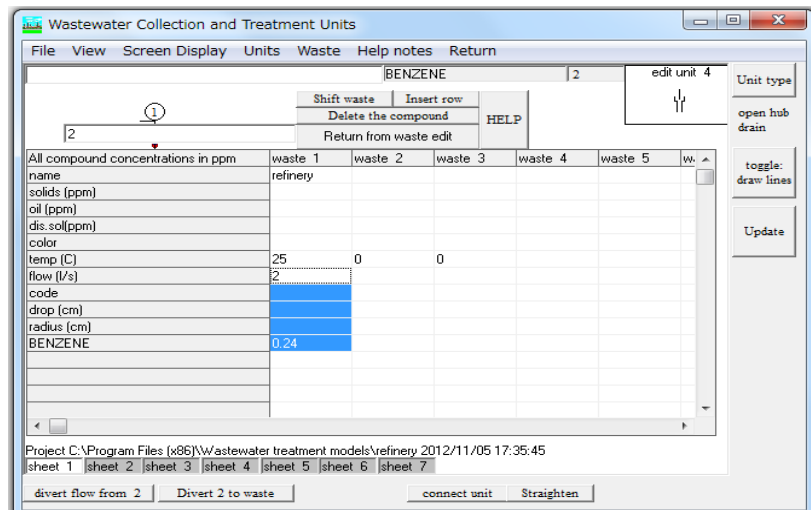 Wastewater Collection and Treatment Units
File View Screen Display Units Waste Help notes Return
BENZENE 2 edit unit 4
Unit type
Shift waste Insert row
1
Delete the compound HELP
open hub drain
2
Return from waste edit
All compound concentrations in ppm waste 1 waste 2 waste 3 waste 4 waste 5 w.
toggle: draw lines
name refinery
solids (ppm)
oil (ppm)
dis.sol(ppm)
Update
color
temp (C) 25 0 0
flow (l/s) 2
code
drop (cm)
radius (cm)
BENZENE 0.24
Project C:\Program Files (x86)\Wastewater treatment models\refinery 2012/11/05 17:35:45
sheet 1 sheet 2 sheet 3 sheet 4 sheet 5 sheet 6 sheet 7
divert flow from 2 Divert 2 to waste connect unit Straighten